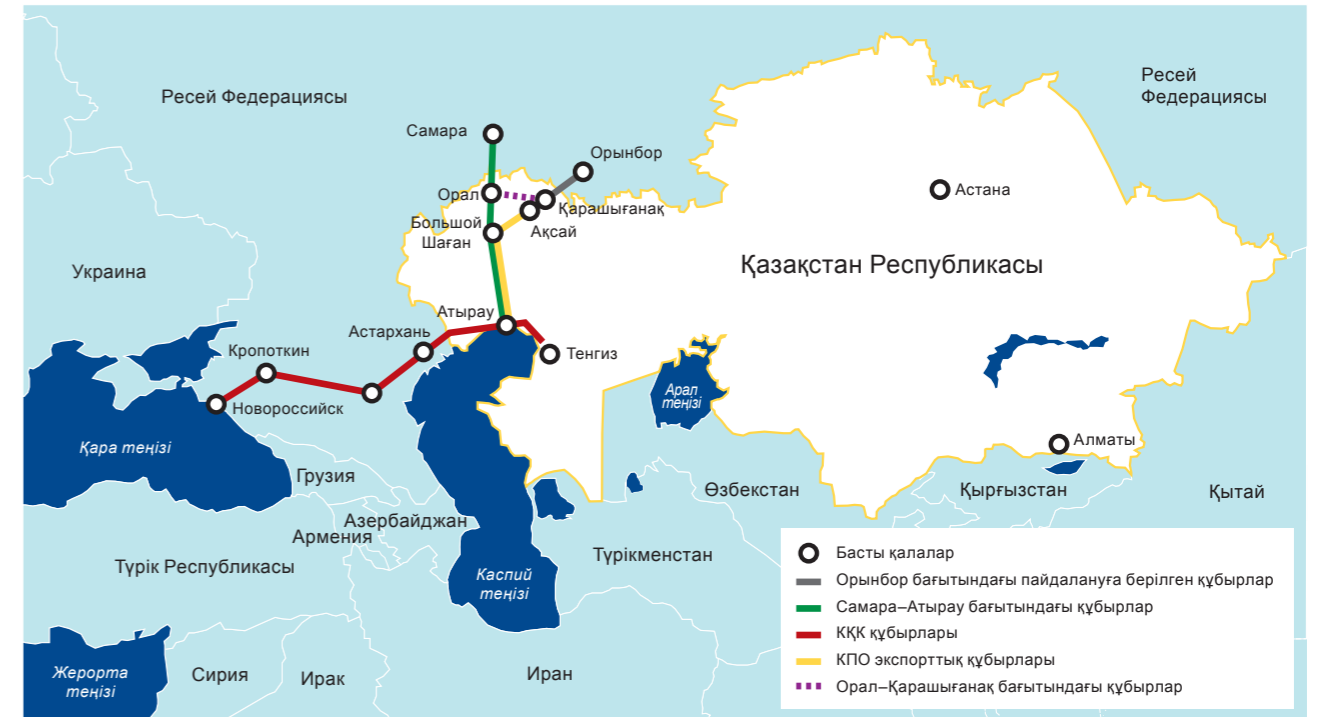 Ресей Федерациясы
Ресей
Федерациясы
Самара
Орынбор
Орал
Қарашығанақ
Астана
Большой
Шаған
Ақсай
Қазақстан Республикасы
Украина
Атырау
Астархань
Тенгиз
Кропоткин
Новороссийск
Арал
теңізі
Қара теңізі
Алматы
Грузия
Өзбекстан
Қырғызстан
Қытай
Азербайджан
Армения
Түрік Республикасы
Түрікменстан
Каспий
теңізі
Жерорта
теңізі
Сирия
Ирак
Иран
Басты қалалар
Орынбор бағытындағы пайдалануға берілген құбырлар
Самара–Атырау бағытындағы құбырлар
КҚК құбырлары
КПО экспорттық құбырлары
Орал–Қарашығанақ бағытындағы құбырлар